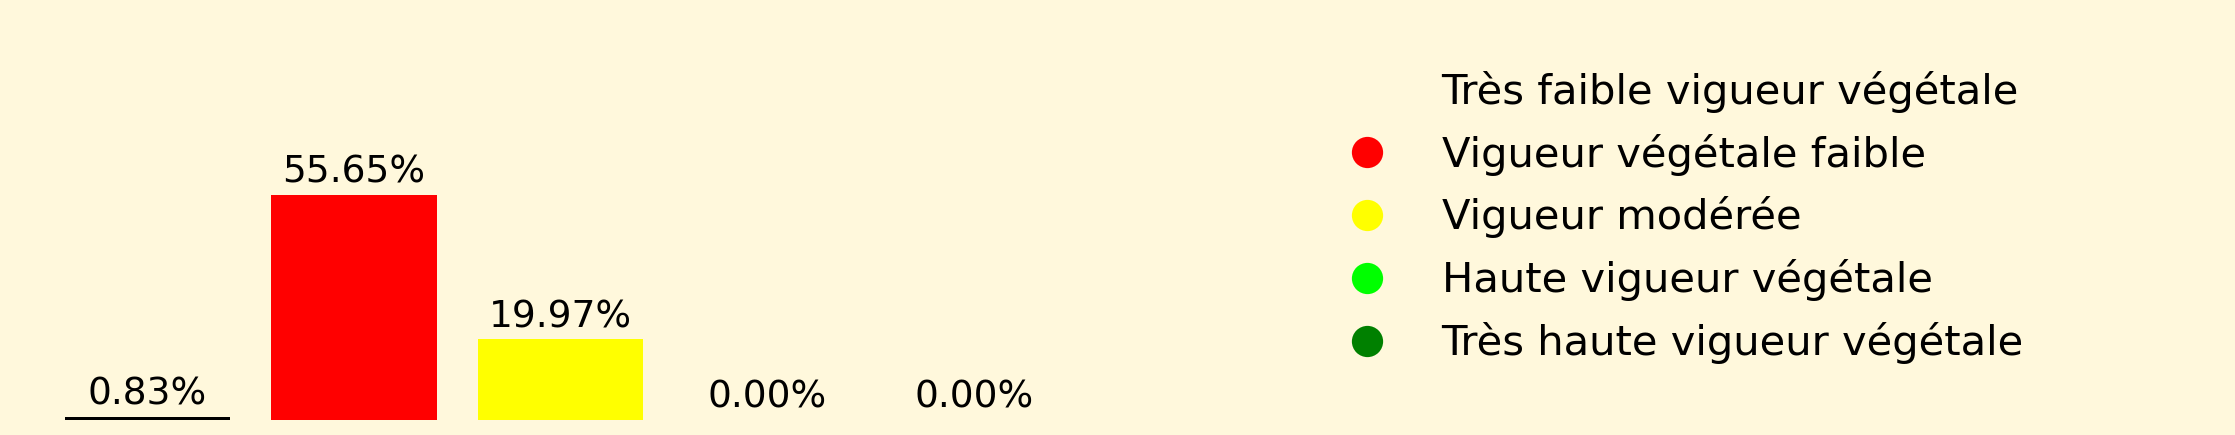 0.83%
55.65%
19.97%
0.00%
0.00%
Très faible vigueur végétale
Vigueur végétale faible
Vigueur modérée
Haute vigueur végétale
Très haute vigueur végétale